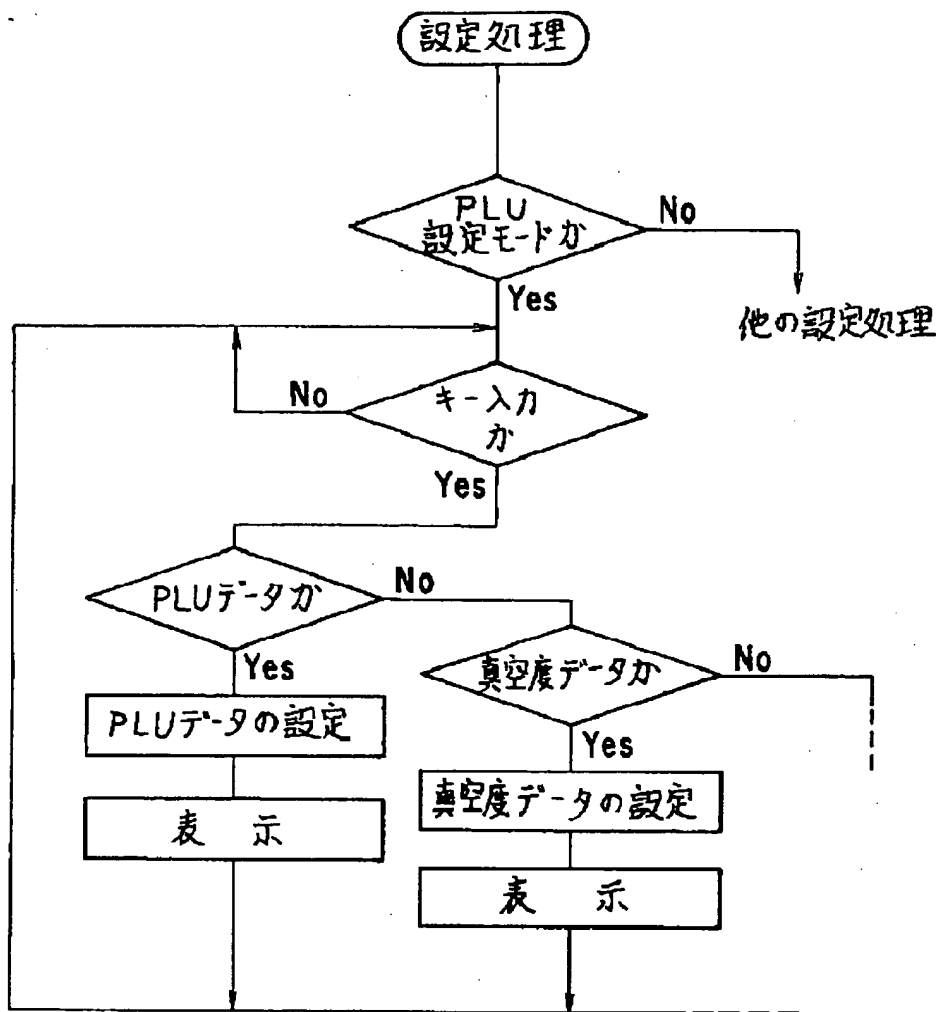 設定処理
PLU
設定モードか
No
Yes
他の設定処理
No
キー入力
か
Yes
PLUデータか
No
Yes
真空度データか
No
PLUデータの設定
Yes
真空度データの設定
表 示
表 示